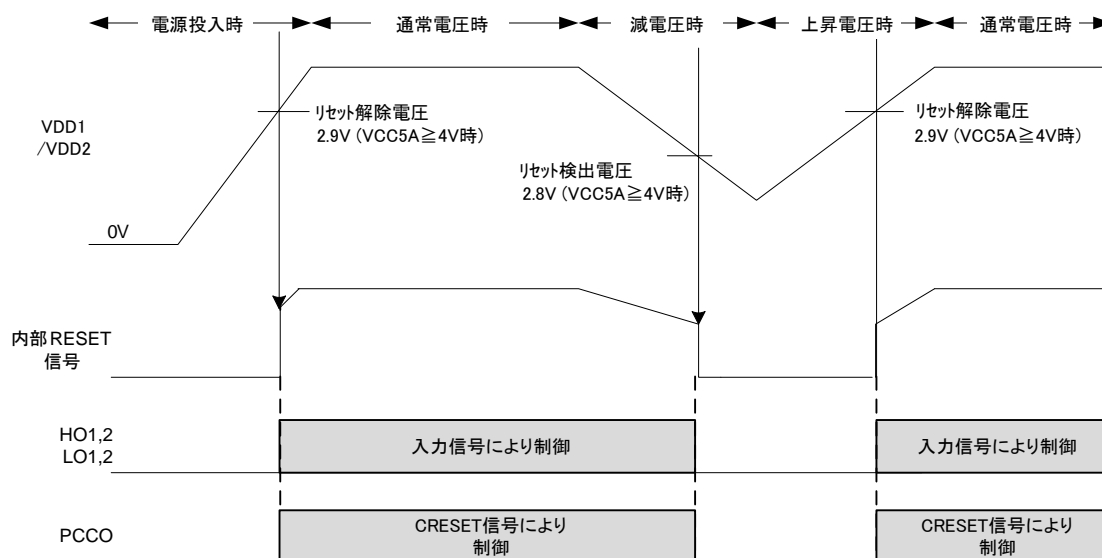 電源投入時
通常電圧時
減電圧時
上昇電圧時
通常電圧時
VDD1
/VDD2
リセット解除電圧
2.9V (VCC5A≧4V時)
リセット検出電圧
2.8V (VCC5A≧4V時)
リセット解除電圧
2.9V (VCC5A≧4V時)
0V
内部RESET
信号
HO1,2
LO1,2
入力信号により制御
入力信号により制御
PCCO
CRESET信号により
制御
CRESET信号により
制御